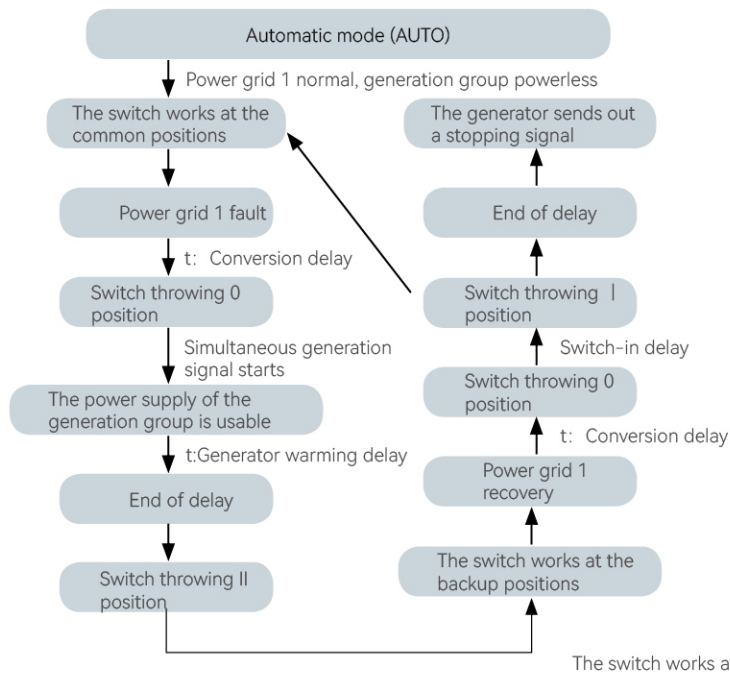 Automatic mode (AUTO)
Power grid 1 normal, generation group powerless
The switch works at the
common positions
Power grid 1 fault
t: Conversion delay
Switch throwing 0
position
Simultaneous generation
signal starts
The power supply of the
generation group is usable
t:Generator warming delay
End of delay
Switch throwing II
position
The switch works at the
backup positions
Power grid 1
recovery
t: Conversion delay
Switch throwing 0
position
Switch-in delay
Switch throwing |
position
End of delay
The generator sends out
a stopping signal
The switch works a